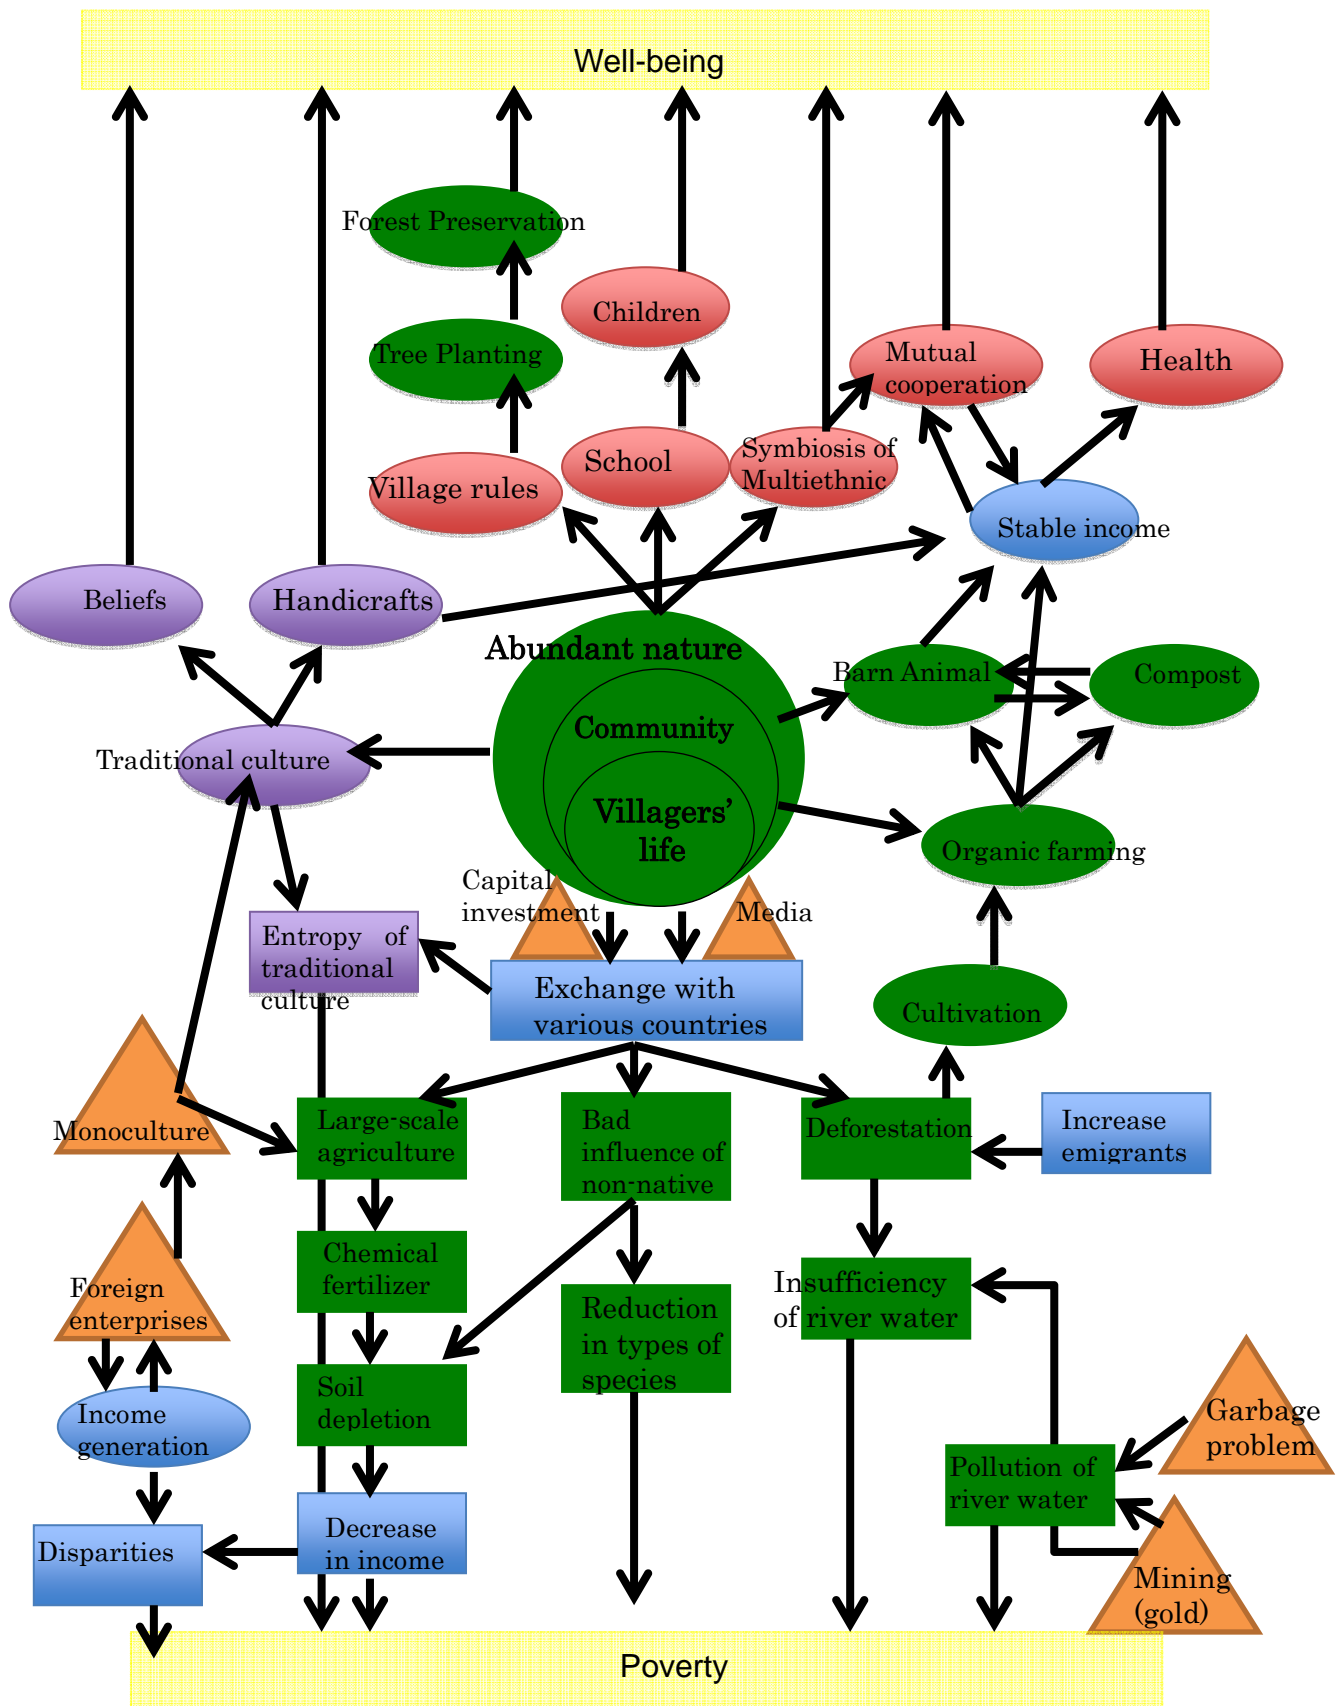 Well-being
Forest Preservation
Children
Tree Planting
Mutual
cooperation
Health
Village rules
School
Symbiosis of
Multiethnic
Stable income
Beliefs
Handicrafts
Abundant nature
Barn Animal
Compost
Community
Traditional culture
Villagers'
life
Organic farming
Capital
investment
Media
Entropy of
traditional
culture
Exchange with
various countries
Cultivation
Monoculture
Large-scale
agriculture
Bad
influence of
non-native
Deforestation
Increase
emigrants
Chemical
fertilizer
Foreign
enterprises
Reduction
in types of
species
Insufficiency
of river water
Soil
depletion
Income
generation
Garbage
problem
Pollution of
river water
Decrease
in income
Disparities
Mining
(gold)
Poverty